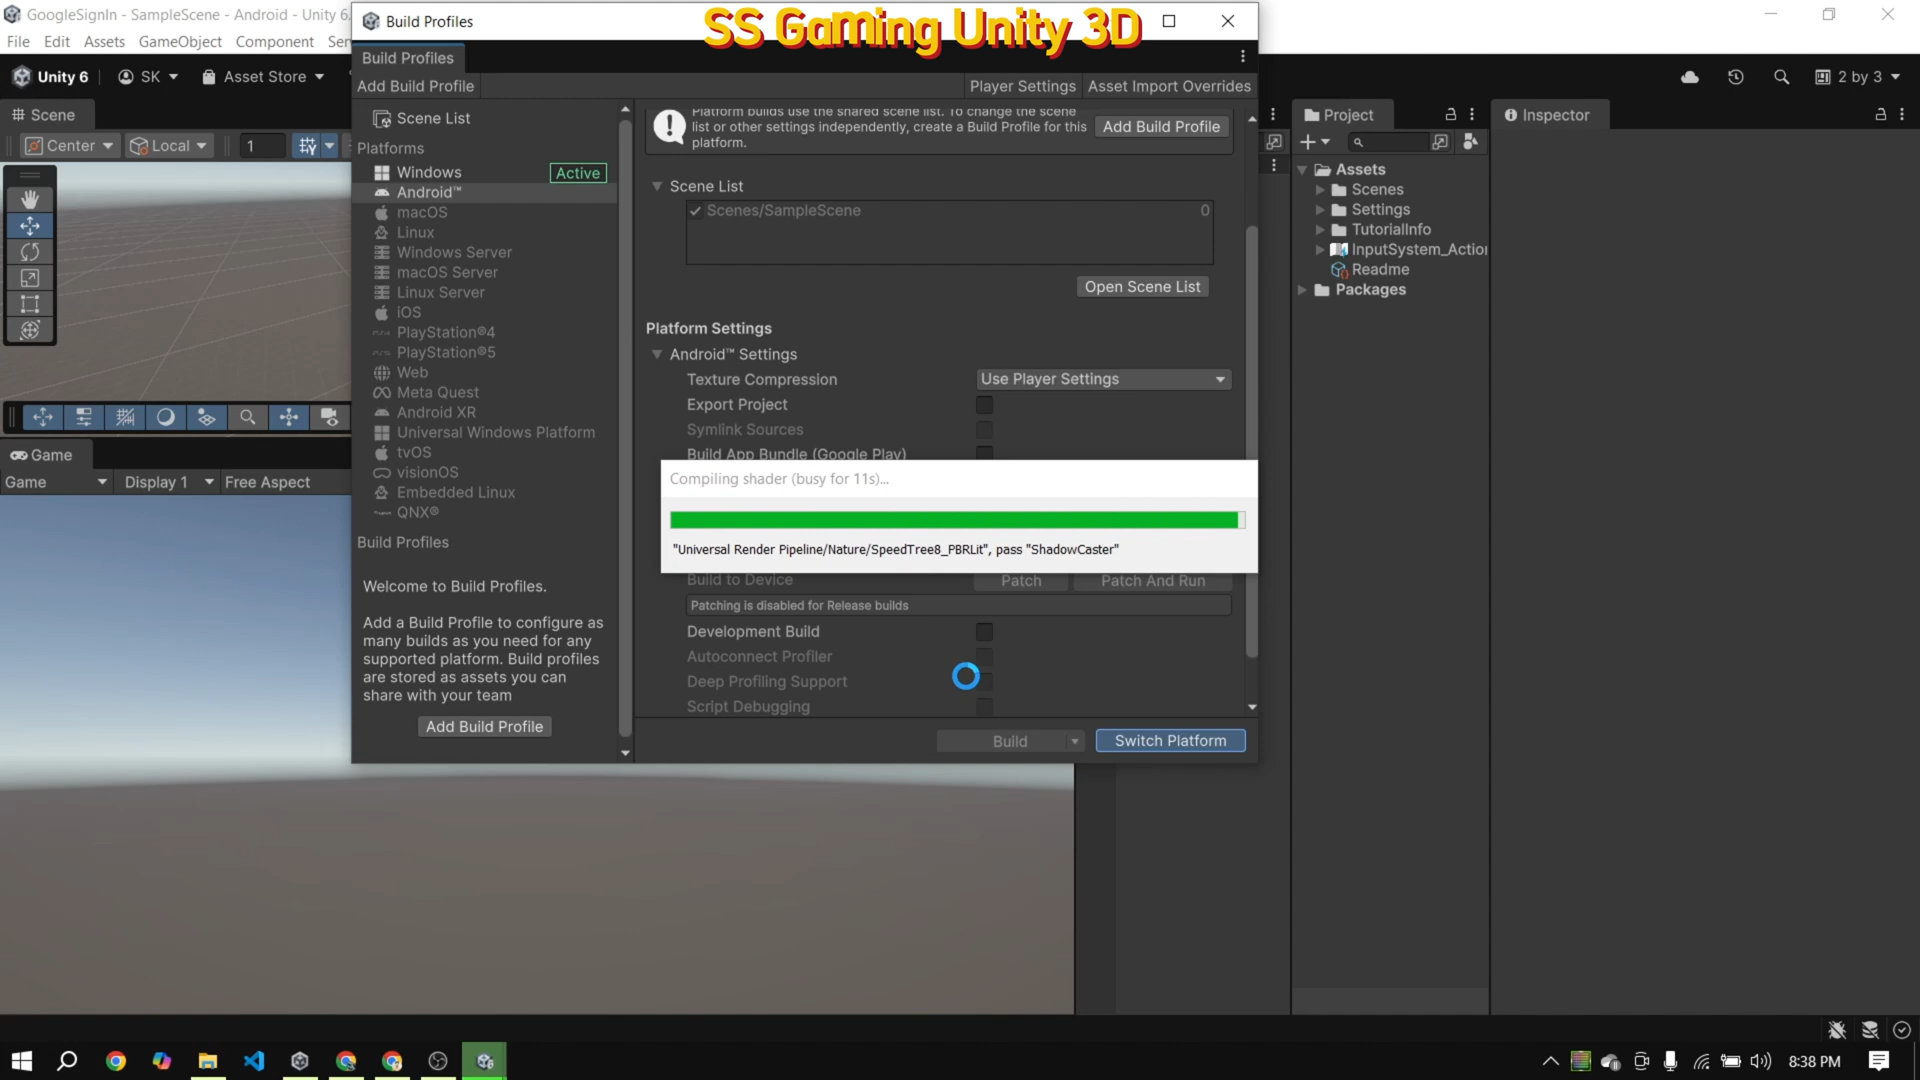 GoogleSignIn - SampleScene - Android - Unity 6.
Build Profiles
SS Gaming Unity 3D
File Edit Assets GameObject Component Ser
Build Profiles
Unity 6 SK Asset Store
2 by 3
Add Build Profile
Player Settings Asset Import Overrides
Scene
Center Local 1
Scene List
Platforms
Windows Active
Android™
macOS
Linux
Windows Server
macOS Server
Linux Server
iOS
PlayStation®4
PlayStation®5
Web
Meta Quest
Android XR
Universal Windows Platform
tvOS
visionOS
Embedded Linux
QNX®
Build Profiles
Welcome to Build Profiles.
Add a Build Profile to configure as
many builds as you need for any
supported platform. Build profiles
are stored as assets you can
share with your team
Add Build Profile
Platform builds use the shared scene list. To change the scene
list or other settings independently, create a Build Profile for this
platform.
Add Build Profile
Scene List
Scenes/SampleScene 0
Open Scene List
Platform Settings
Android™ Settings
Texture Compression Use Player Settings
Export Project
Symlink Sources
Build App Bundle (Google Play)
Compiling shader (busy for 11s)...
"Universal Render Pipeline/Nature/SpeedTree8_PBRLit", pass "ShadowCaster"
Build to Device Patch Patch And Run
Patching is disabled for Release builds
Development Build
Autoconnect Profiler
Deep Profiling Support
Script Debugging
Build Switch Platform
Game
Game Display 1 Free Aspect
Project
Assets
Scenes
Settings
TutorialInfo
InputSystem_Action
Readme
Packages
Inspector
8:38 PM